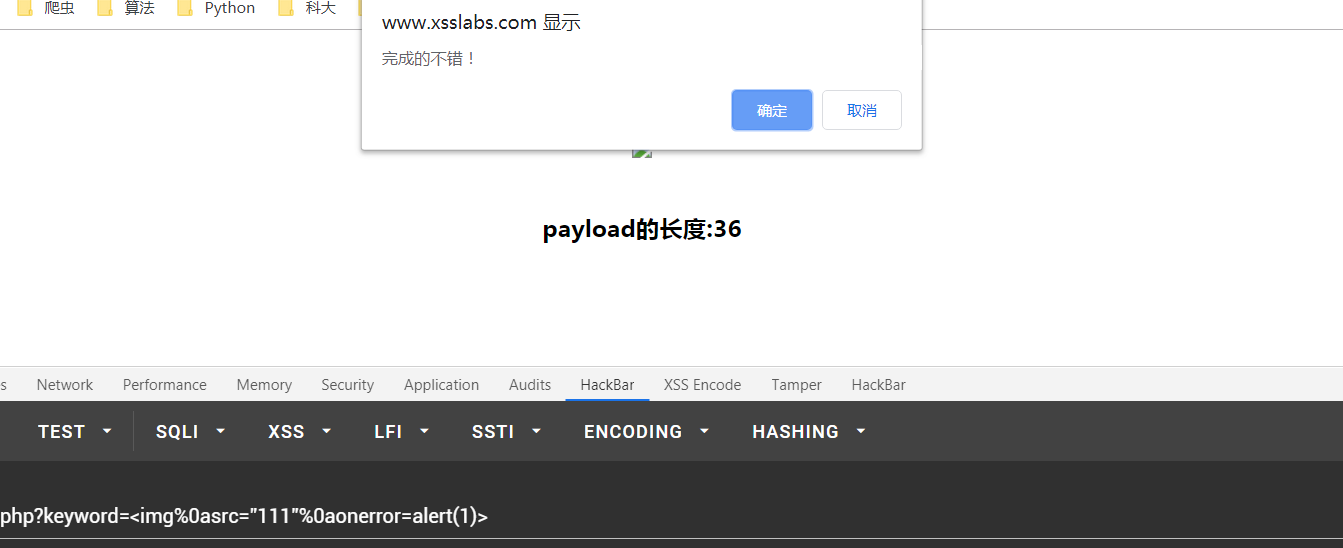 爬虫 算法 Python 科大
www.xsslabs.com 显示
完成的不错！
确定 取消
payload的长度:36
s Network Performance Memory Security Application Audits HackBar XSS Encode Tamper HackBar
TEST SQLI XSS LFI SSTI ENCODING HASHING
php?keyword=<img%0asrc="111"%0aonerror=alert(1)>